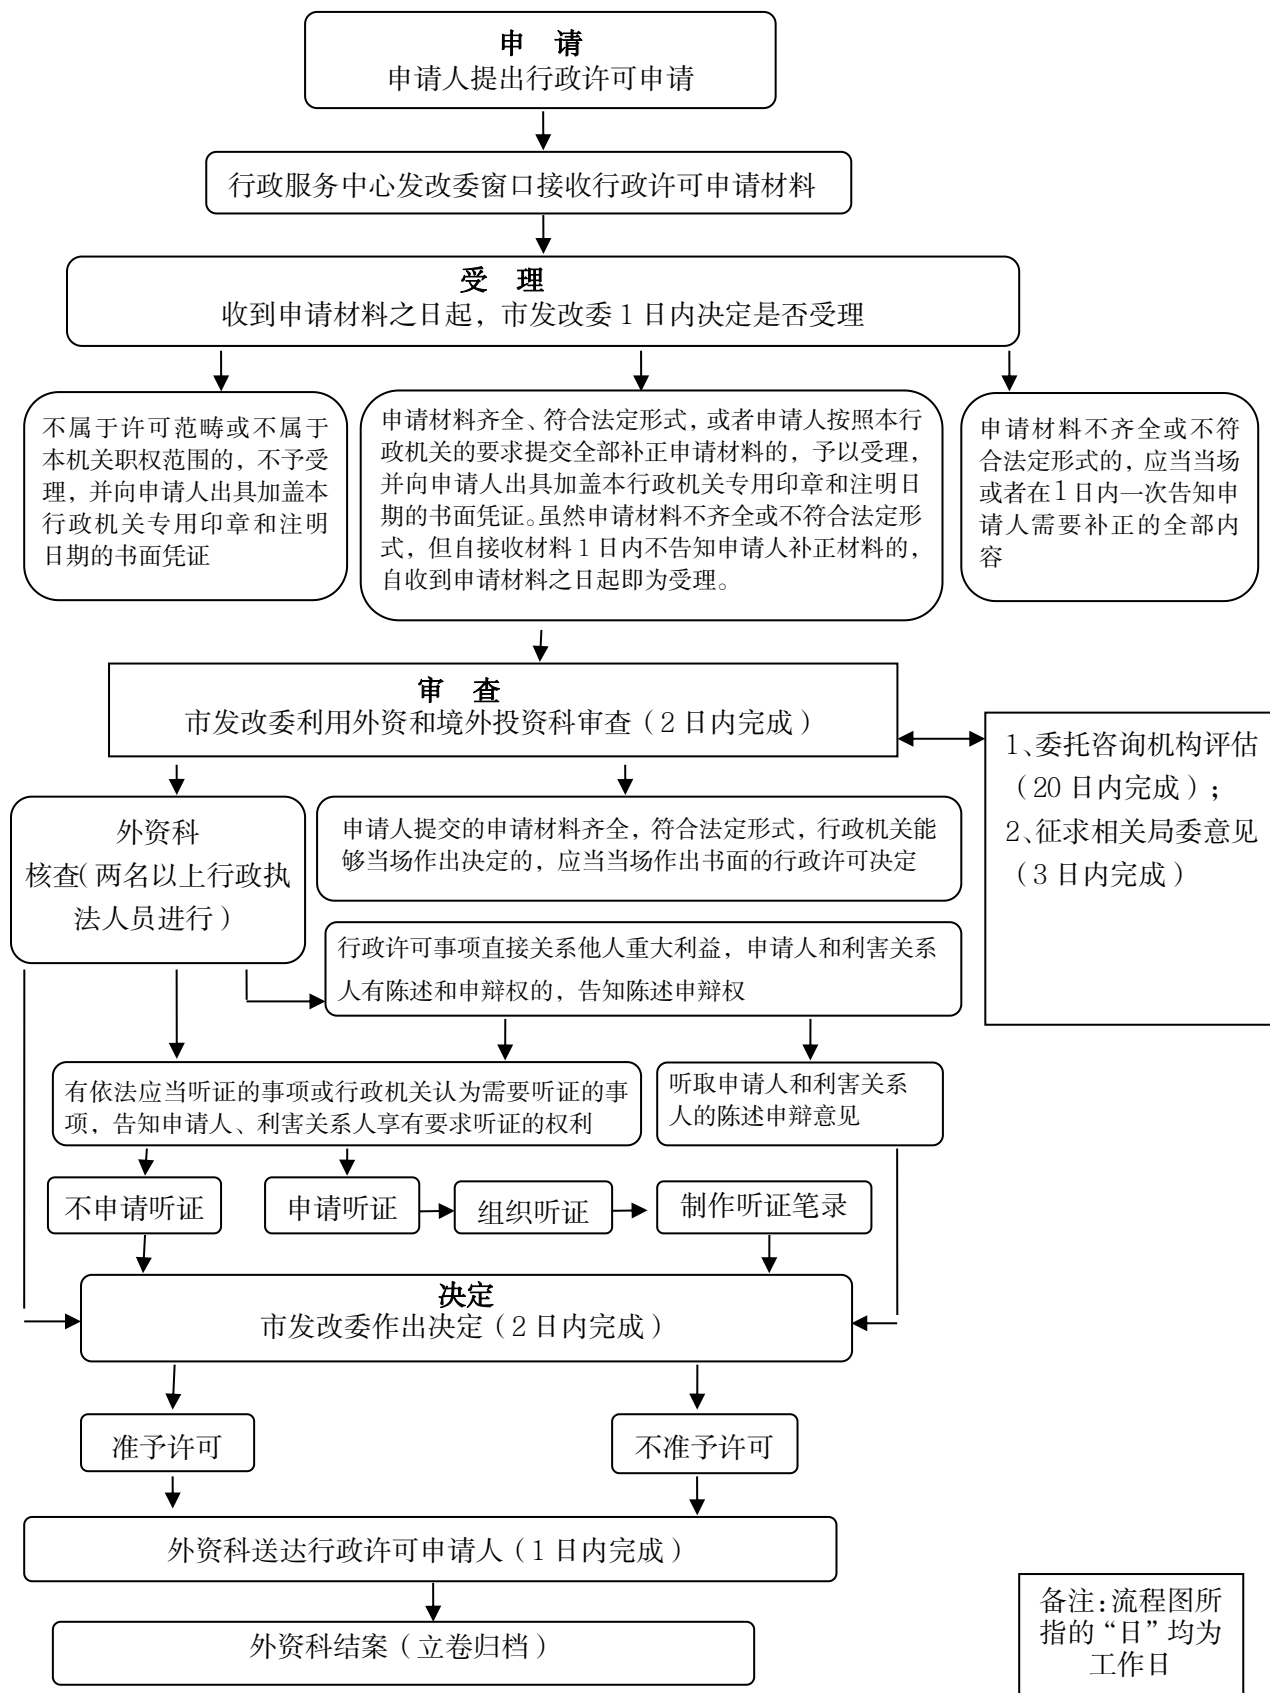 申 请
申请人提出行政许可申请
行政服务中心发改委窗口接收行政许可申请材料
受 理
收到申请材料之日起，市发改委1日内决定是否受理
不属于许可范畴或不属于
本机关职权范围的，不予受
理，并向申请人出具加盖本
行政机关专用印章和注明
日期的书面凭证
申请材料齐全、符合法定形式，或者申请人按照本行
政机关的要求提交全部补正申请材料的，予以受理，
并向申请人出具加盖本行政机关专用印章和注明日
期的书面凭证。虽然申请材料不齐全或不符合法定形
式，但自接收材料1日内不告知申请人补正材料的，
自收到申请材料之日起即为受理。
申请材料不齐全或不符
合法定形式的，应当当场
或者在1日内一次告知申
请人需要补正的全部内
容
审 查
市发改委利用外资和境外投资科审查（2日内完成）
1、委托咨询机构评估
（20日内完成）；
2、征求相关局委意见
（3日内完成）
外资科
核查（两名以上行政执
法人员进行）
申请人提交的申请材料齐全，符合法定形式，行政机关能
够当场作出决定的，应当当场作出书面的行政许可决定
行政许可事项直接关系他人重大利益，申请人和利害关系
人有陈述和申辩权的，告知陈述申辩权
有依法应当听证的事项或行政机关认为需要听证的事
项，告知申请人、利害关系人享有要求听证的权利
听取申请人和利害关系
人的陈述申辩意见
不申请听证
申请听证
组织听证
制作听证笔录
决定
市发改委作出决定（2日内完成）
准予许可
不准予许可
外资科送达行政许可申请人（1日内完成）
外资科结案（立卷归档）
备注：流程图所
指的“日”均为
工作日